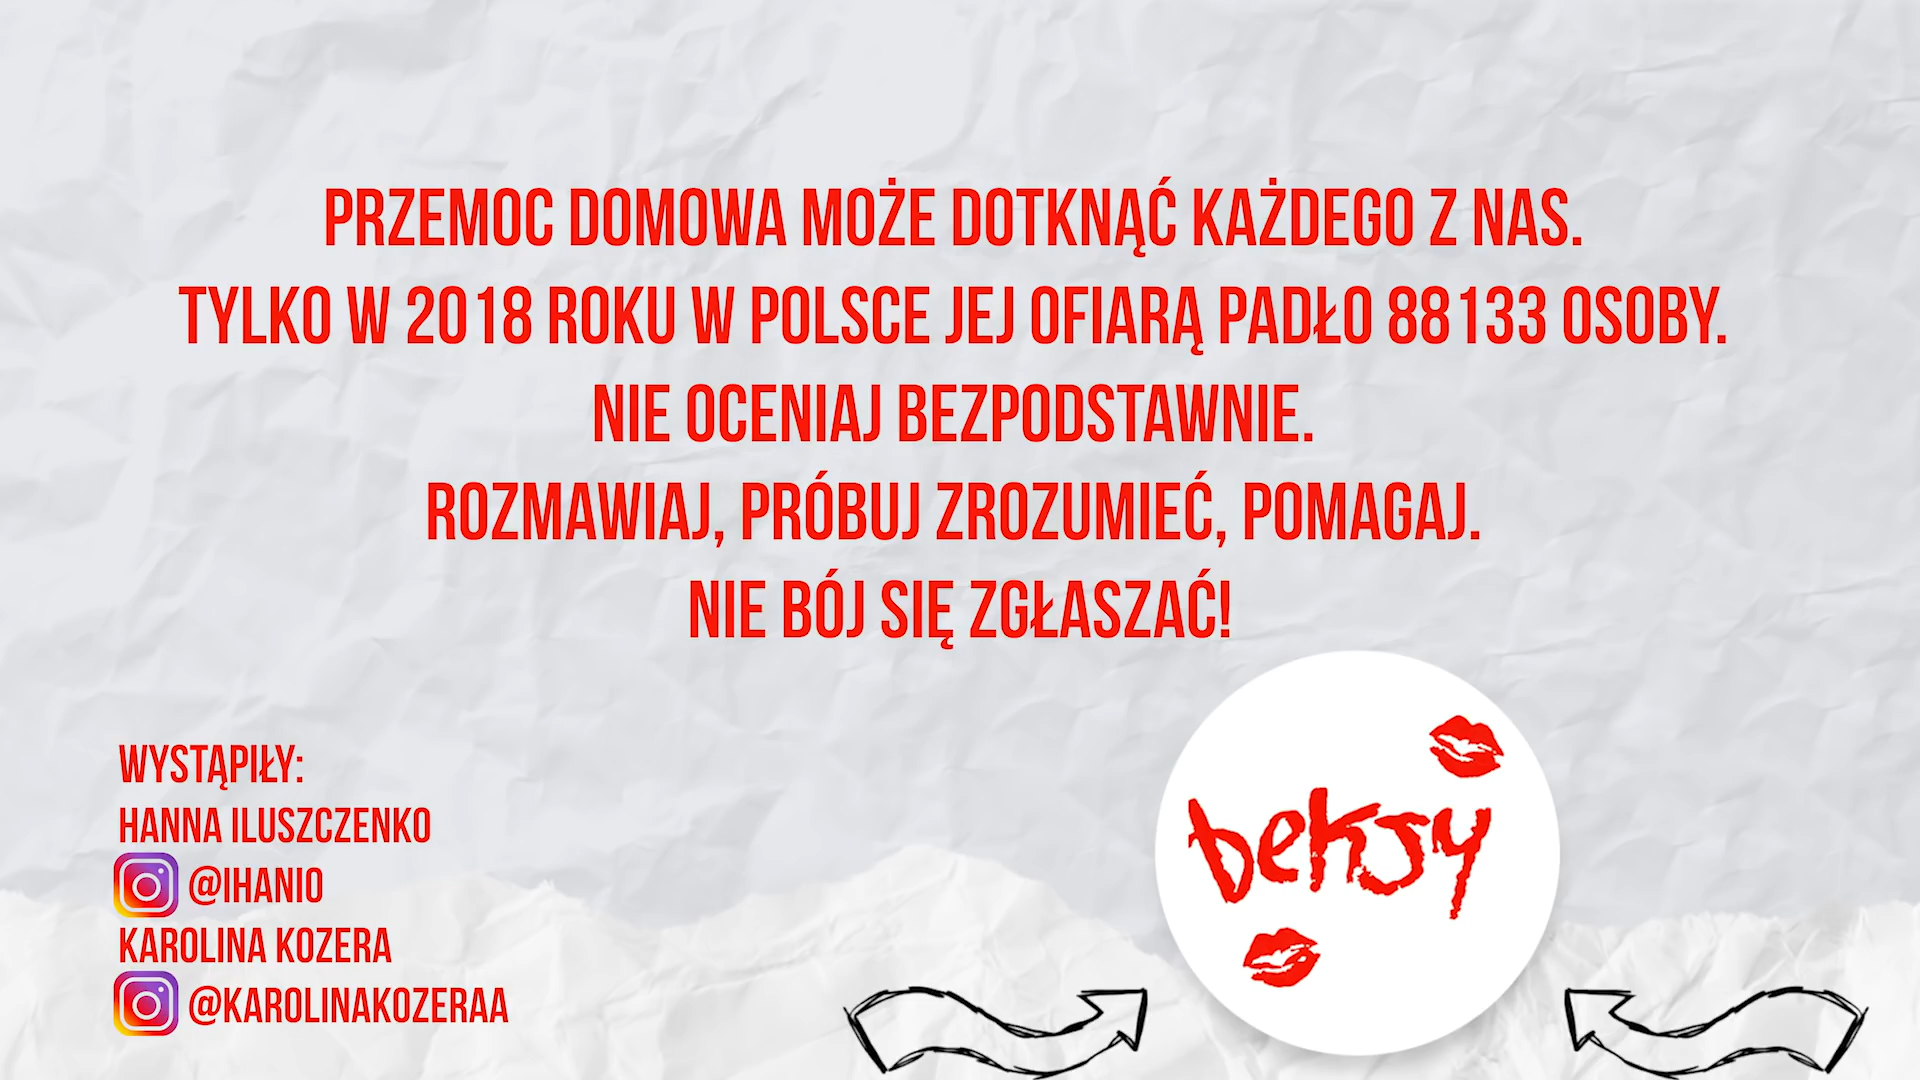 PRZEMOC DOMOWA MOŻE DOTKNĄĆ KAŻDEGO Z NAS.
TYLKO W 2018 ROKU W POLSCE JEJ OFIARĄ PADŁO 88133 OSOBY.
NIE OCENIAJ BEZPODSTAWNIE.
ROZMAWIAJ, PRÓBUJ ZROZUMIEĆ, POMAGAJ.
NIE BÓJ SIĘ ZGŁASZAĆ!
WYSTĄPIŁY:
HANNA ILUSZCZENKO
@IHANIO
KAROLINA KOZERA
@KAROLINAKOZERAA
beksy